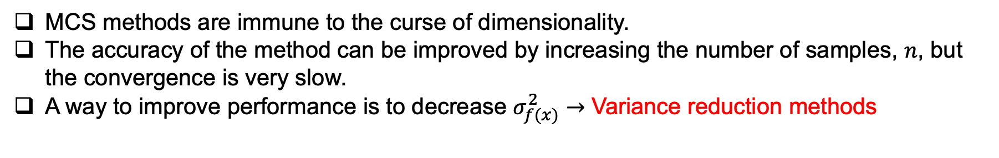 ❑ MCS methods are immune to the curse of dimensionality.
❑ The accuracy of the method can be improved by increasing the number of samples, n, but
the convergence is very slow.
❑ A way to improve performance is to decrease σ²f(x) → Variance reduction methods